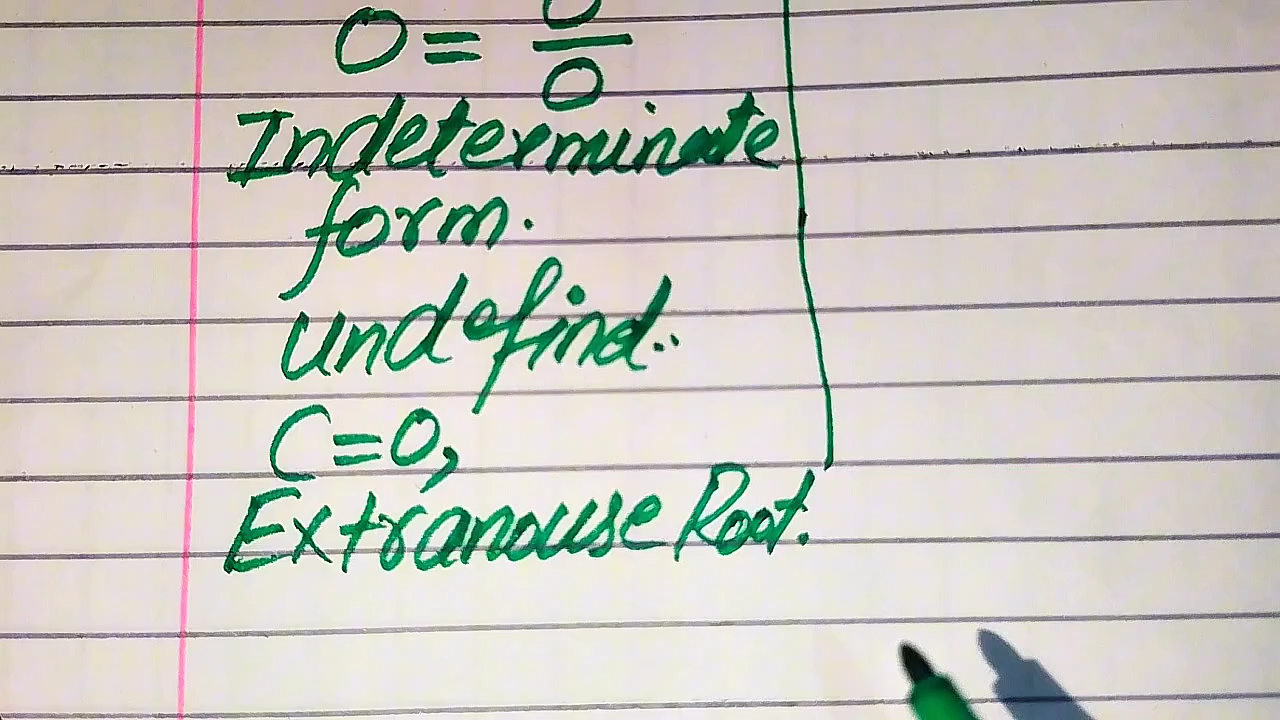 0 = 0/0
Indeterminate
form.
undefind..
C=0,
Extranouse Root.